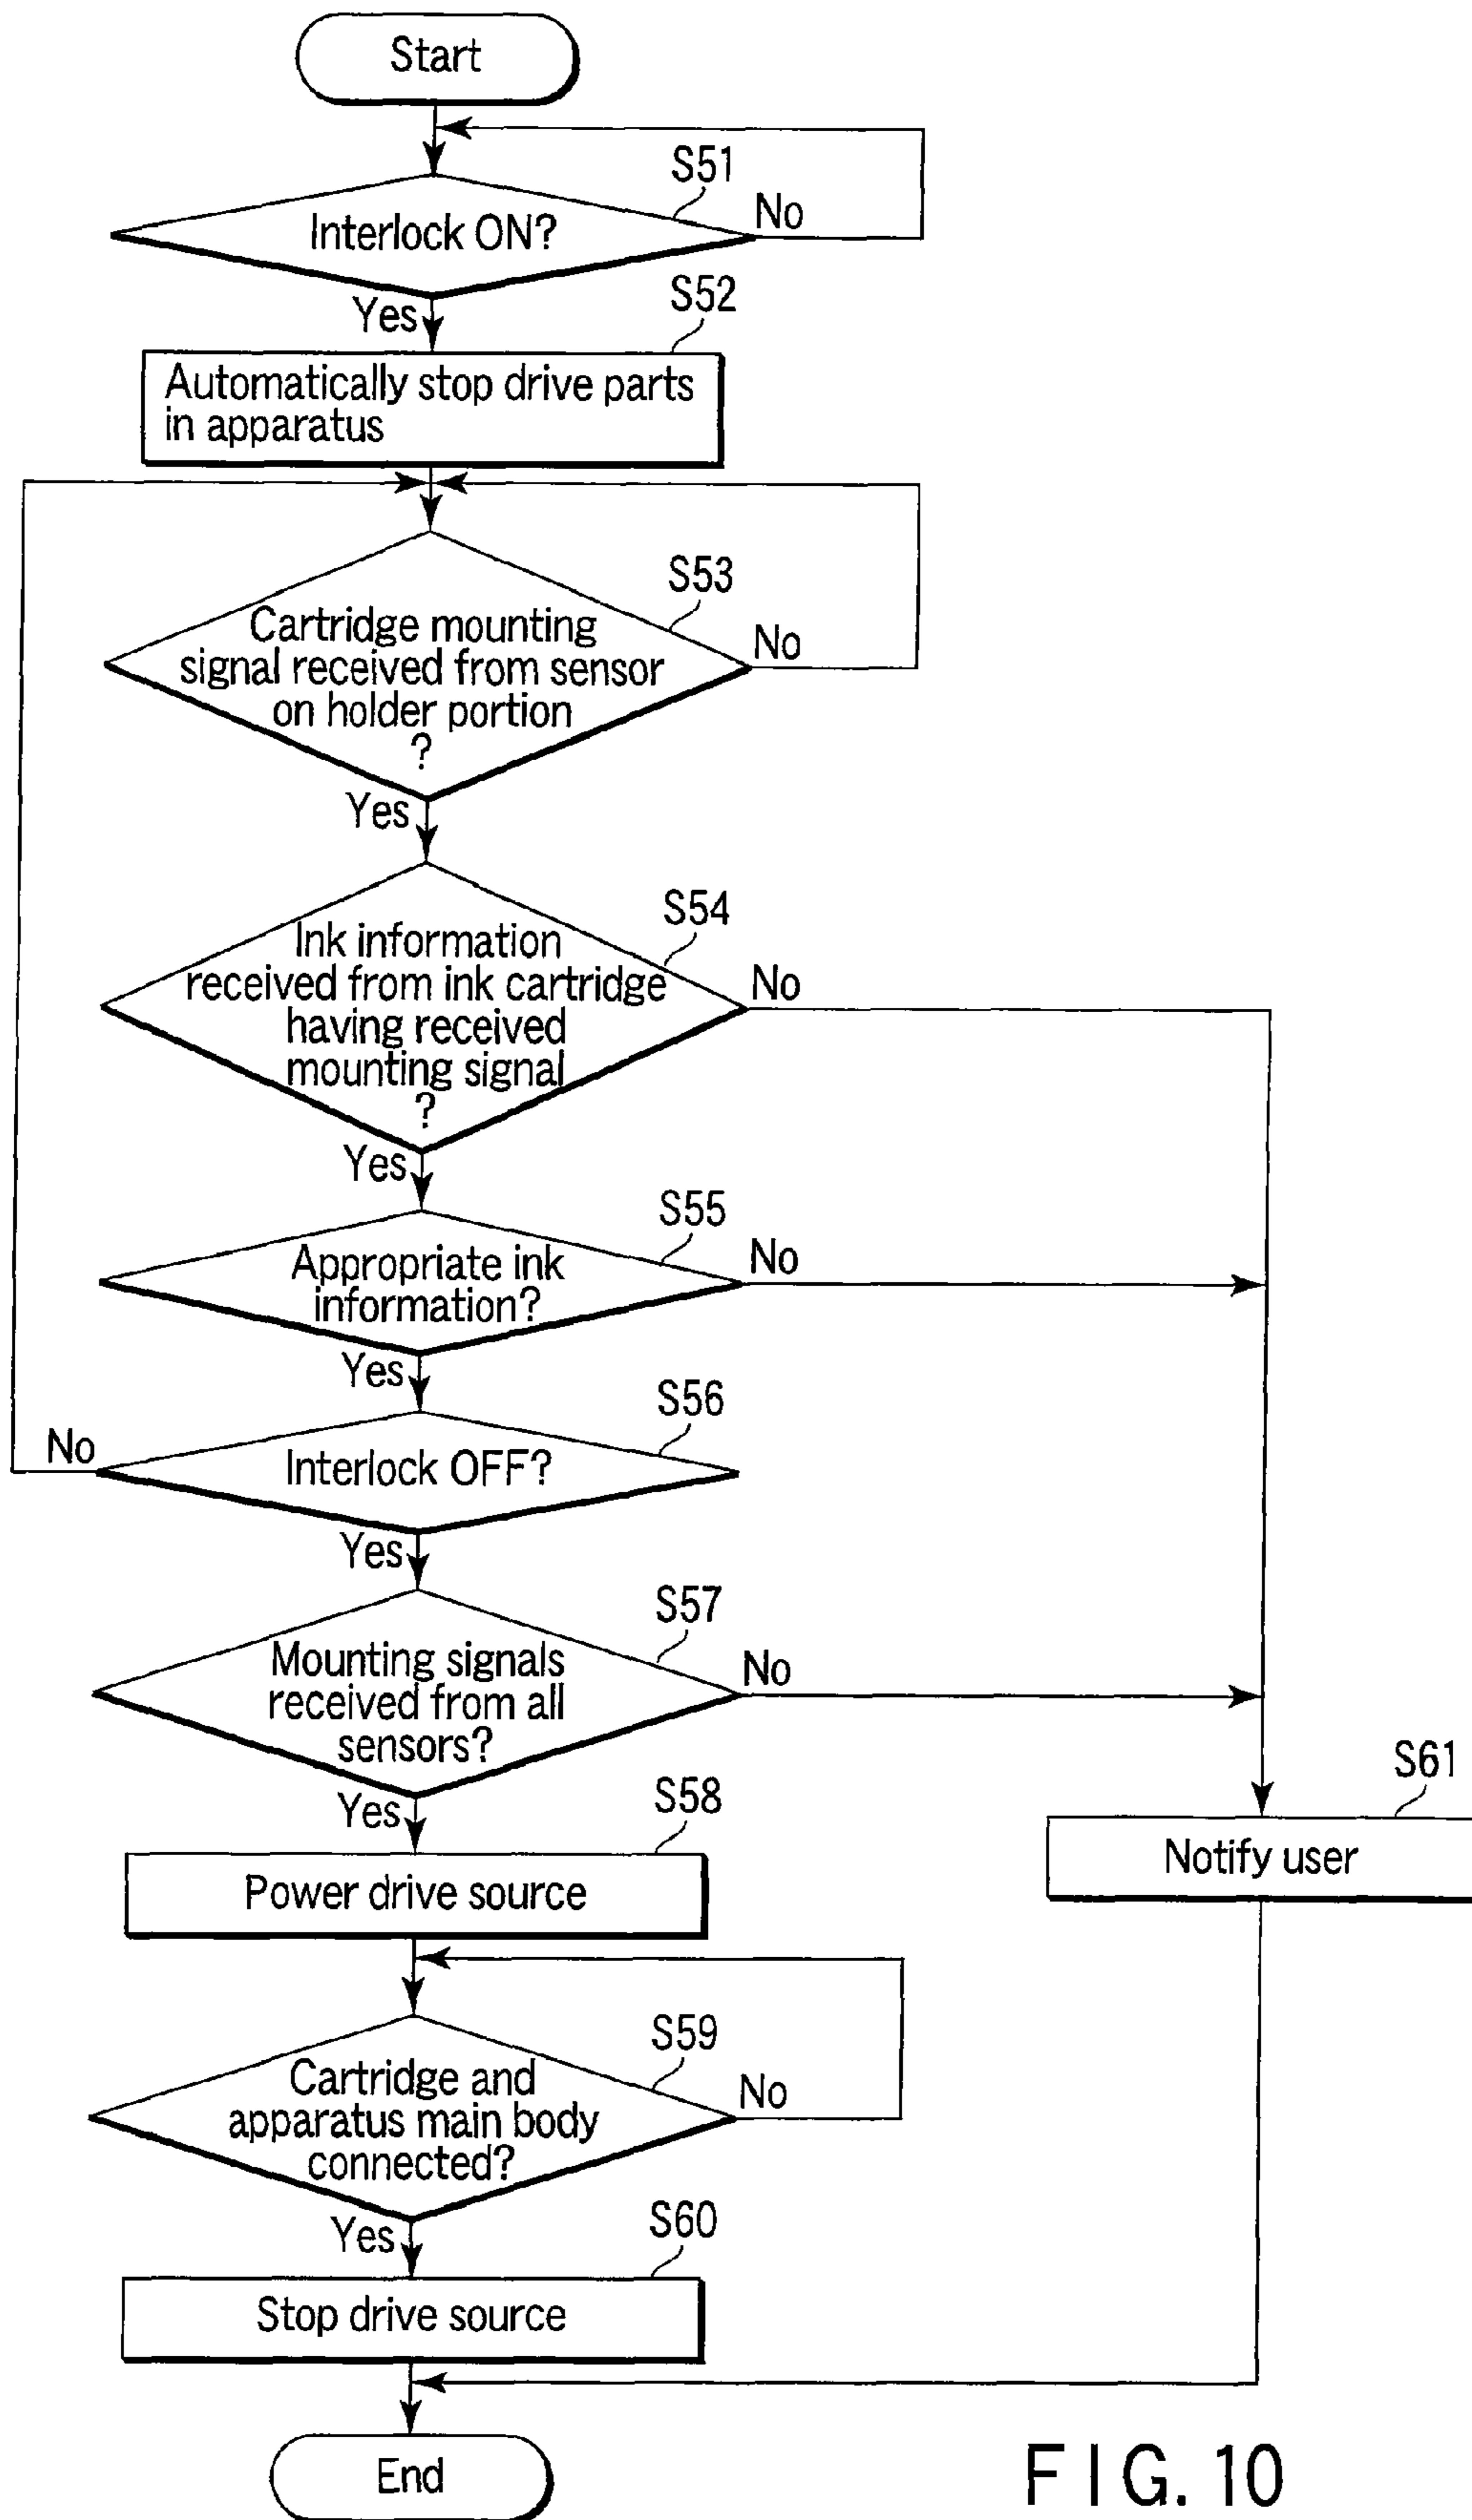 Start
S51
Interlock ON?
No
Yes
S52
Automatically stop drive parts
in apparatus
S53
Cartridge mounting
signal received from sensor
on holder portion
?
No
Yes
S54
Ink information
received from ink cartridge
having received
mounting signal
?
No
Yes
S55
Appropriate ink
information?
No
Yes
S56
No
Interlock OFF?
Yes
S57
Mounting signals
received from all
sensors?
No
Yes
S58
Power drive source
S61
Notify user
S59
Cartridge and
apparatus main body
connected?
No
Yes
S60
Stop drive source
End
FIG. 10